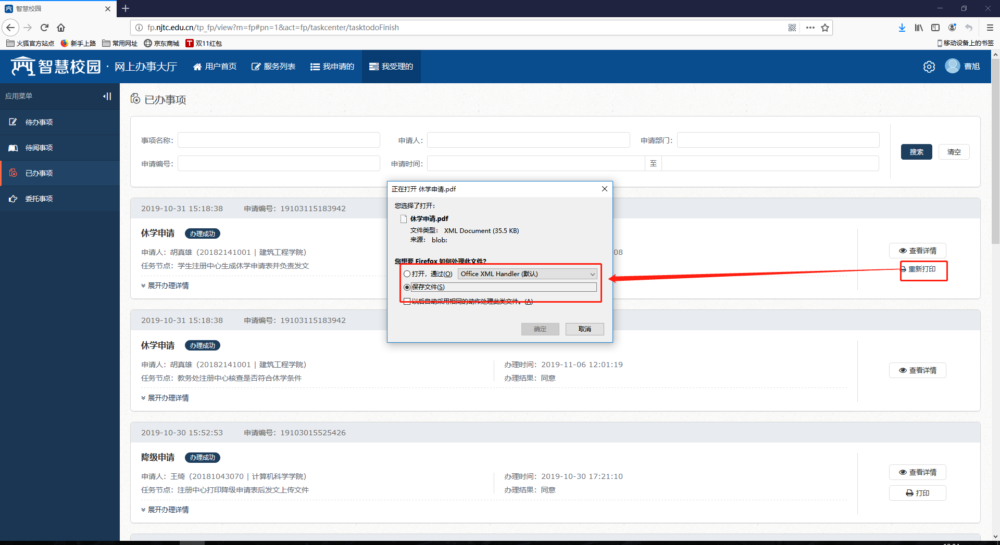 智慧校园
fp.njtc.edu.cn/tp_fp/view?m=fp#pn=1&act=fp/taskcenter/tasktodoFinish
火狐官方站点 新手上路 常用网址 京东商城 双11红包 移动设备上的书签
智慧校园 · 网上办事大厅 用户首页 服务列表 我申请的 我受理的 曹旭
应用菜单
待办事项
待阅事项
已办事项
委托事项
已办事项
事项名称： 申请人： 申请部门：
申请编号： 申请时间： 至
搜索 清空
2019-10-31 15:18:38 申请编号：19103115183942
休学申请 办理成功
申请人：胡真雄（20182141001 | 建筑工程学院） 08
任务节点：学生注册中心生成休学申请表并负责发文
展开办理详情
查看详情
重新打印
正在打开 休学申请.pdf
您选择了打开：
休学申请.pdf
文件类型： XML Document (35.5 KB)
来源： blob:
您想要 Firefox 如何处理此文件？
打开，通过(O) Office XML Handler (默认)
保存文件(S)
以后自动采用相同的动作处理此类文件。(A)
确定 取消
2019-10-31 15:18:38 申请编号：19103115183942
休学申请 办理成功
申请人：胡真雄（20182141001 | 建筑工程学院） 办理时间：2019-11-06 12:01:19
任务节点：教务处注册中心核查是否符合休学条件 办理结果：同意
展开办理详情
查看详情
2019-10-30 15:52:53 申请编号：19103015525426
降级申请 办理成功
申请人：王绮（20181043070 | 计算机科学学院） 办理时间：2019-10-30 17:21:10
任务节点：注册中心打印降级申请表后发文上传文件 办理结果：同意
展开办理详情
查看详情
打印